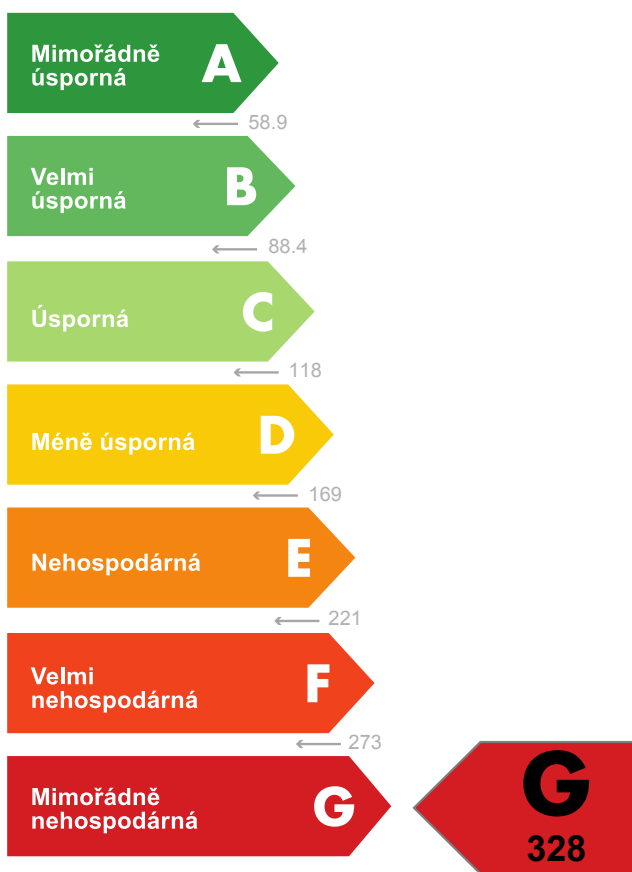 Mimořádně
úsporná
A
← 58.9
Velmi
úsporná
B
← 88.4
Úsporná
C
← 118
Méně úsporná
D
← 169
Nehospodárná
E
← 221
Velmi
nehospodárná
F
← 273
Mimořádně
nehospodárná
G
G
328